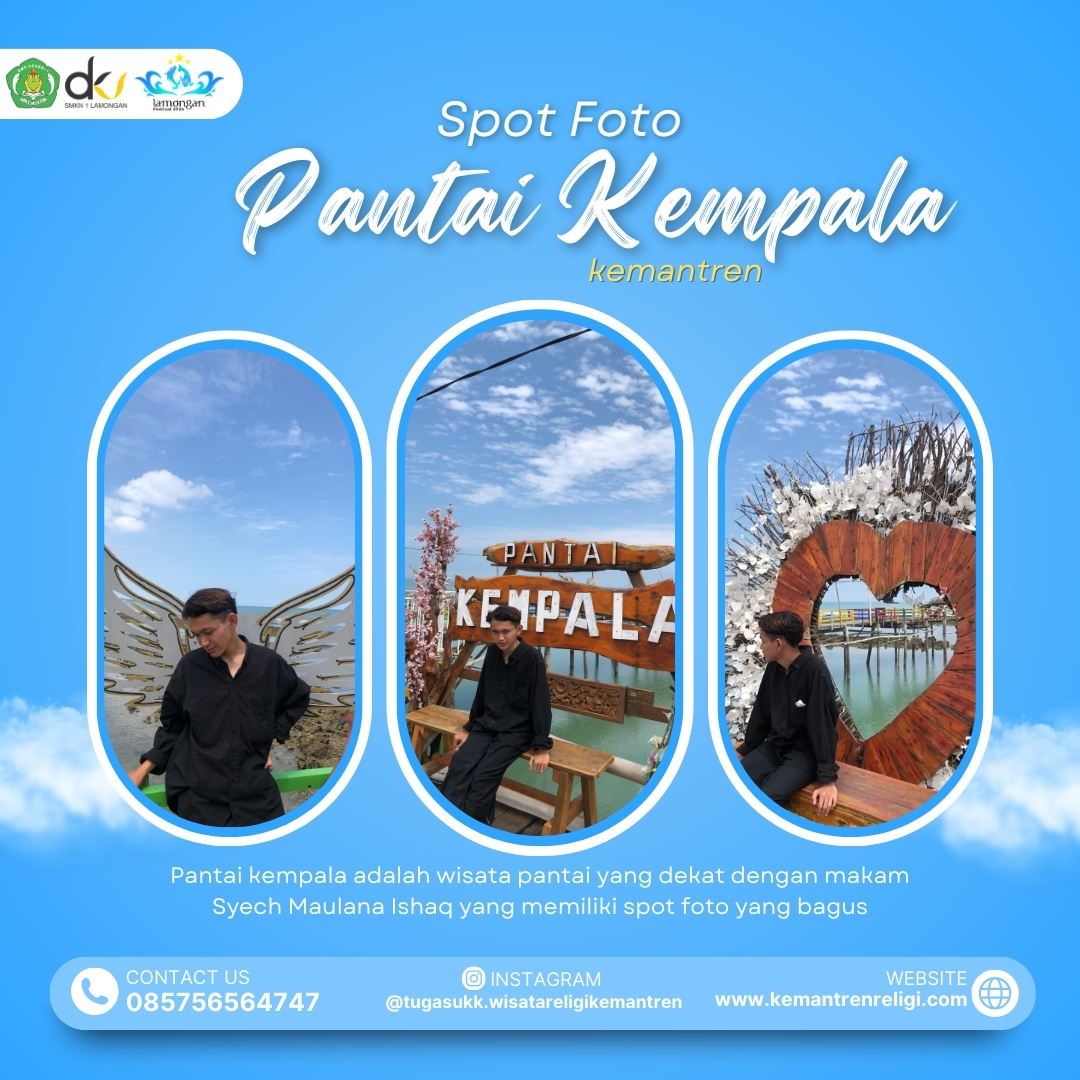 SMKN 1 LAMONGAN
lamongan
Spot Foto
Pantai Kempala
kemantren
PANTAI
KEMPALA
Pantai kempala adalah wisata pantai yang dekat dengan makam
Syech Maulana Ishaq yang memiliki spot foto yang bagus
CONTACT US
085756564747
INSTAGRAM
@tugasukk.wisatareligikemantren
WEBSITE
www.kemantrenreligi.com